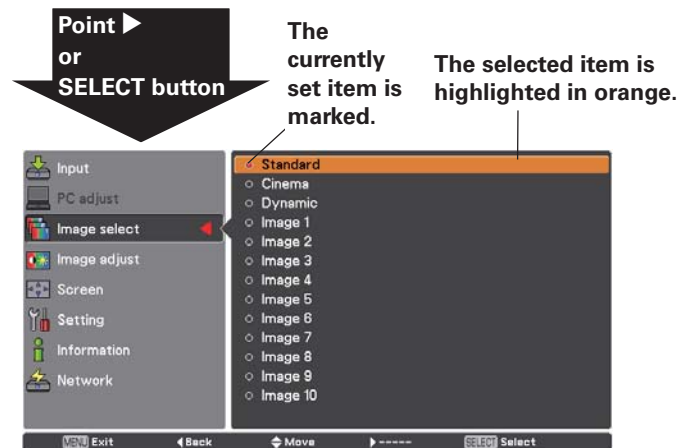 Point ▶
or
SELECT button
The
currently
set item is
marked.
The selected item is
highlighted in orange.
Input
PC adjust
Image select
Image adjust
Screen
Setting
Information
Network
Standard
Cinema
Dynamic
Image 1
Image 2
Image 3
Image 4
Image 5
Image 6
Image 7
Image 8
Image 9
Image 10
MENU Exit ◀Back ◆Move ▶----- SELECT Select